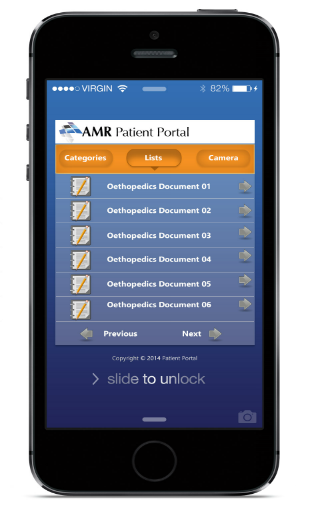 VIRGIN 82%
AMR Patient Portal
Categories Lists Camera
Oethopedics Document 01
Oethopedics Document 02
Oethopedics Document 03
Oethopedics Document 04
Oethopedics Document 05
Oethopedics Document 06
Previous Next
Copyright © 2014 Patient Portal
> slide to unlock